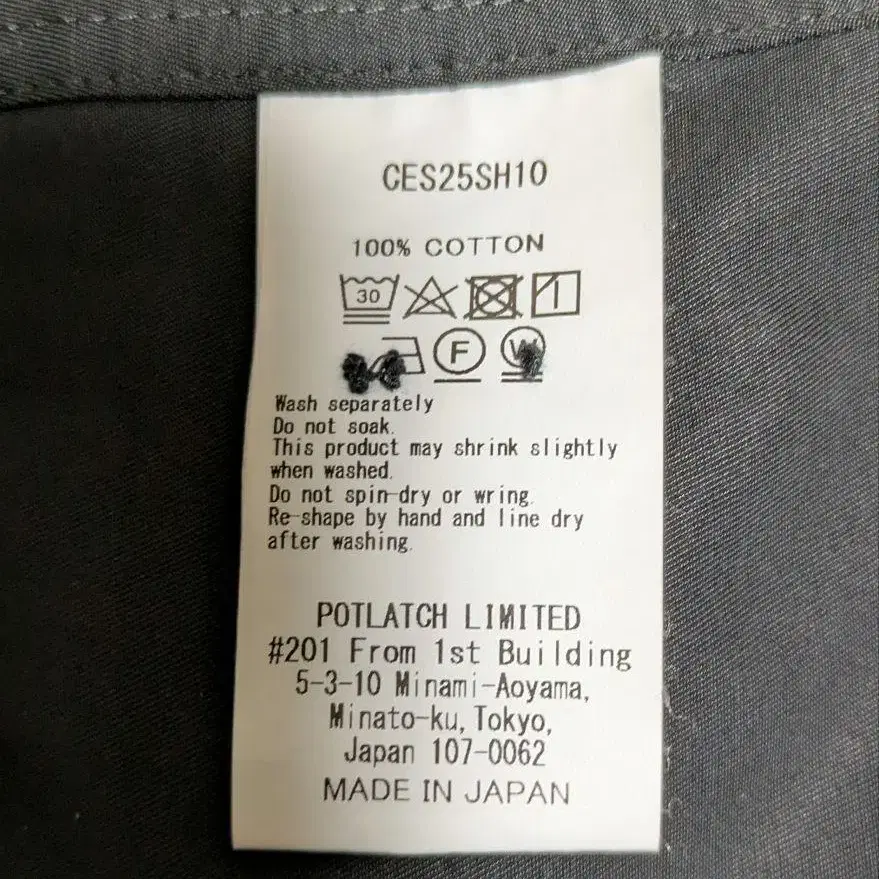 CES25SH10
100% COTTON
30
F W
Wash separately
Do not soak.
This product may shrink slightly
when washed.
Do not spin-dry or wring.
Re-shape by hand and line dry
after washing.
POTLATCH LIMITED
#201 From 1st Building
5-3-10 Minami-Aoyama,
Minato-ku, Tokyo,
Japan 107-0062
MADE IN JAPAN